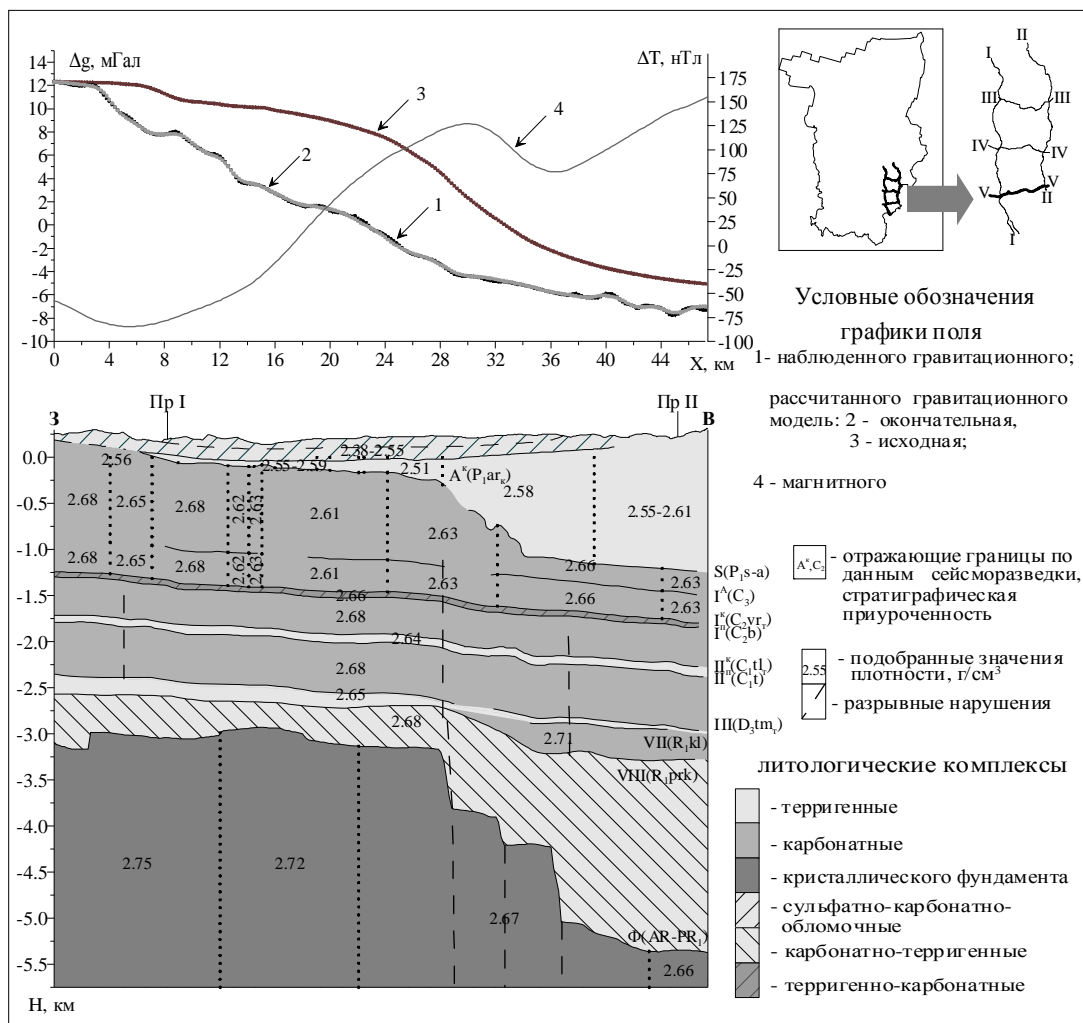 Δg, мГал
ΔT, нТл
14
12
10
8
6
4
2
0
-2
-4
-6
-8
-10
175
150
125
100
75
50
25
0
-25
-50
-75
-100
0
4
8
12
16
20
24
28
32
36
40
44
X, км
3
4
2
1
I
II
III
III
IV
IV
V
V
II
I
Условные обозначения
графики поля
1- наблюденного гравитационного;
рассчитанного гравитационного
модель: 2 - окончательная,
3 - исходная;
4 - магнитного
Aᴷ,C₂ - отражающие границы по
данным сейсморазведки,
стратиграфическая
приуроченность
2.55 - подобранные значения
плотности, г/см³
- разрывные нарушения
литологические комплексы
- терригенные
- карбонатные
- кристаллического фундамента
- сульфатно-карбонатно-
обломочные
- карбонатно-терригенные
- терригенно-карбонатные
Пр I
Пр II
З
В
0.0
-0.5
-1.0
-1.5
-2.0
-2.5
-3.0
-3.5
-4.0
-4.5
-5.0
-5.5
Н, км
2.38-2.55
2.56
2.55-2.59
2.51
Aᴷ(P₁arₖ)
2.58
2.55-2.61
2.68
2.65
2.68
2.62
2.63
2.61
2.63
2.68
2.65
2.68
2.62
2.63
2.61
2.63
2.66
2.63
2.66
2.63
2.66
2.68
2.64
2.68
2.65
2.68
2.71
2.75
2.72
2.67
2.66
S(P₁s-a)
Iᴬ(C₃)
Iᴷ(C₂vrₜ)
Iᴨ(C₂b)
IIᴷ(C₁tlₜ)
IIᴨ(C₁t)
III(D₃tmₜ)
VII(R₁kl)
VIII(R₁prk)
Ф(AR-PR₁)